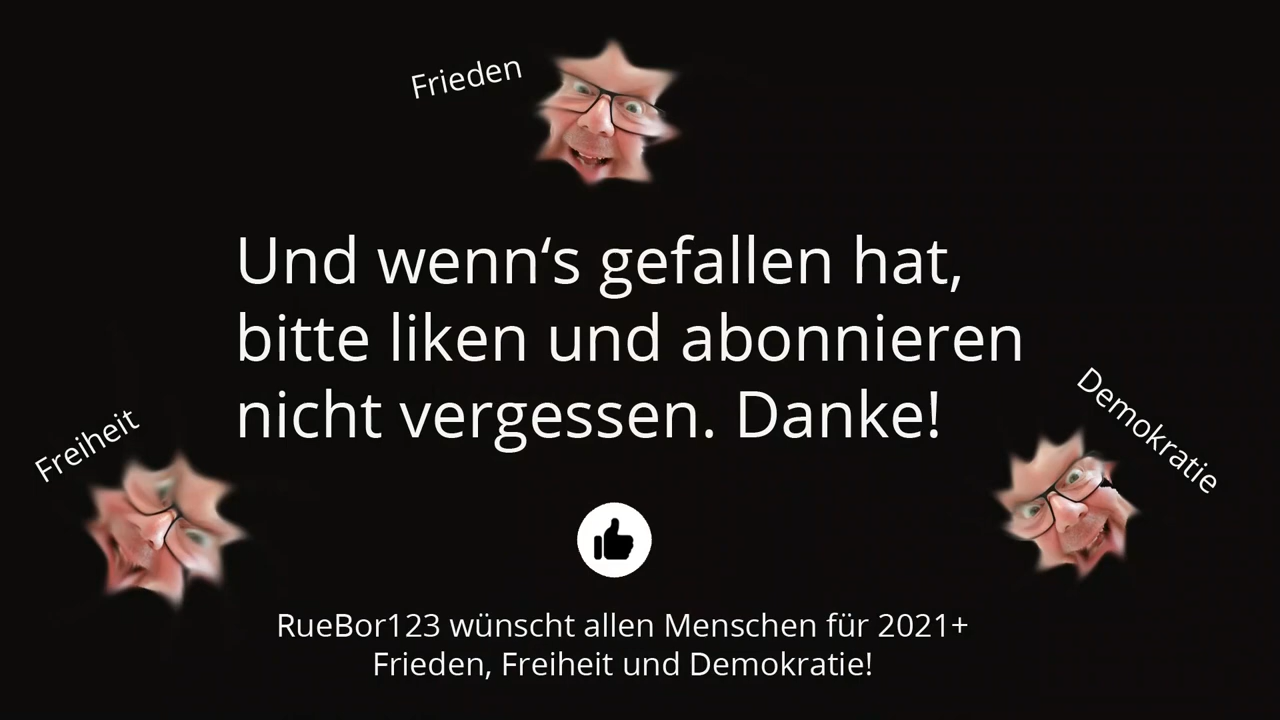 Frieden
Und wenn‘s gefallen hat,
bitte liken und abonnieren
nicht vergessen. Danke!
Freiheit
Demokratie
RueBor123 wünscht allen Menschen für 2021+
Frieden, Freiheit und Demokratie!